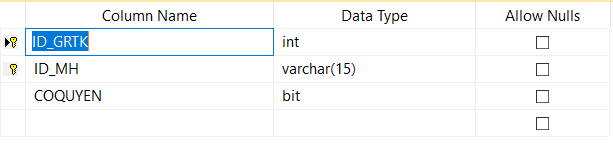 Column Name Data Type Allow Nulls
ID_GRTK int
ID_MH varchar(15)
COQUYEN bit